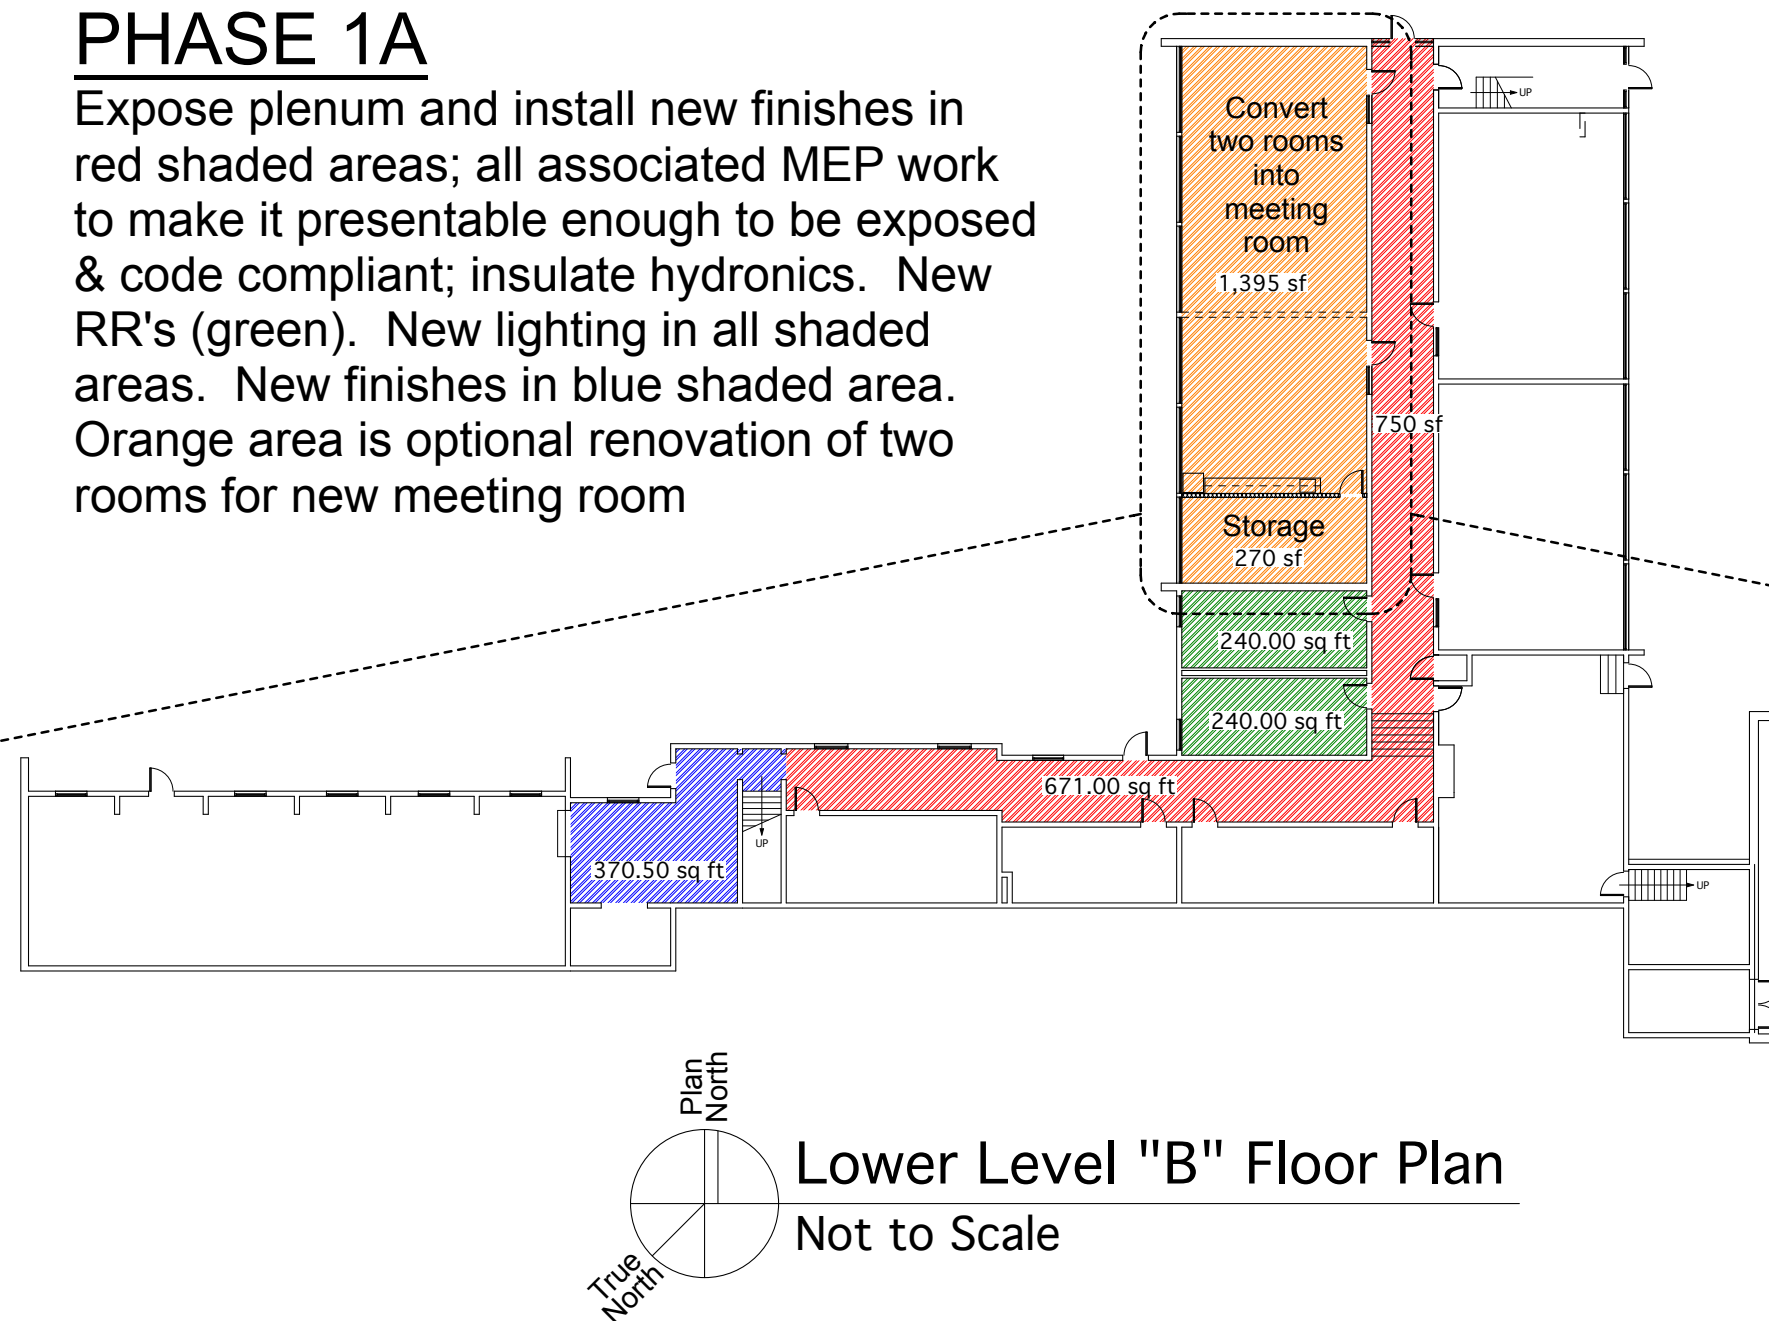 PHASE 1A
Expose plenum and install new finishes in
red shaded areas; all associated MEP work
to make it presentable enough to be exposed
& code compliant; insulate hydronics.  New
RR's (green).  New lighting in all shaded
areas.  New finishes in blue shaded area.
Orange area is optional renovation of two
rooms for new meeting room
Convert
two rooms
into
meeting
room
1,395 sf
UP
750 sf
Storage
270 sf
240.00 sq ft
240.00 sq ft
671.00 sq ft
UP
370.50 sq ft
UP
Plan
North
True
North
Lower Level "B" Floor Plan
Not to Scale